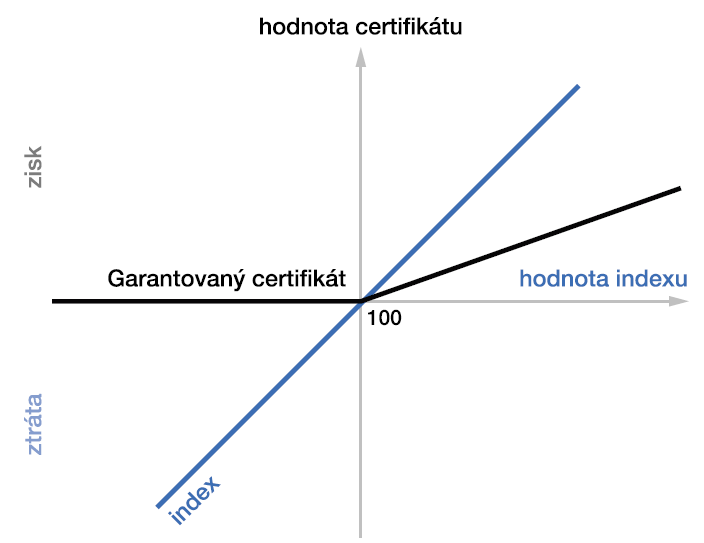 hodnota certifikátu
zisk
Garantovaný certifikát
hodnota indexu
100
ztráta
index